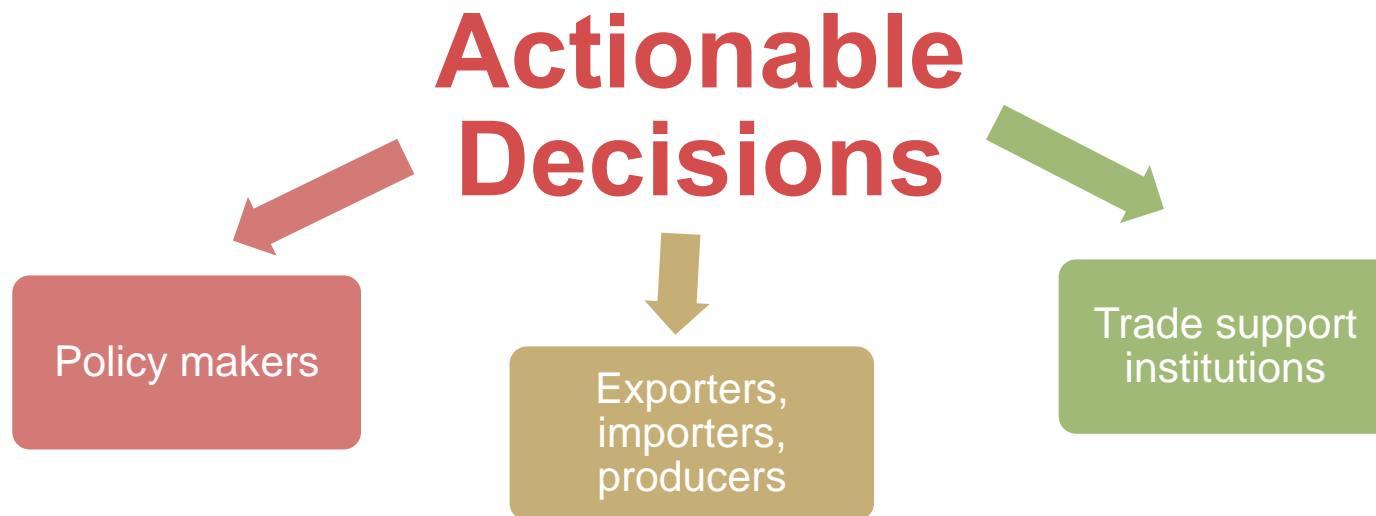 Actionable
Decisions
Policy makers
Exporters,
importers,
producers
Trade support
institutions